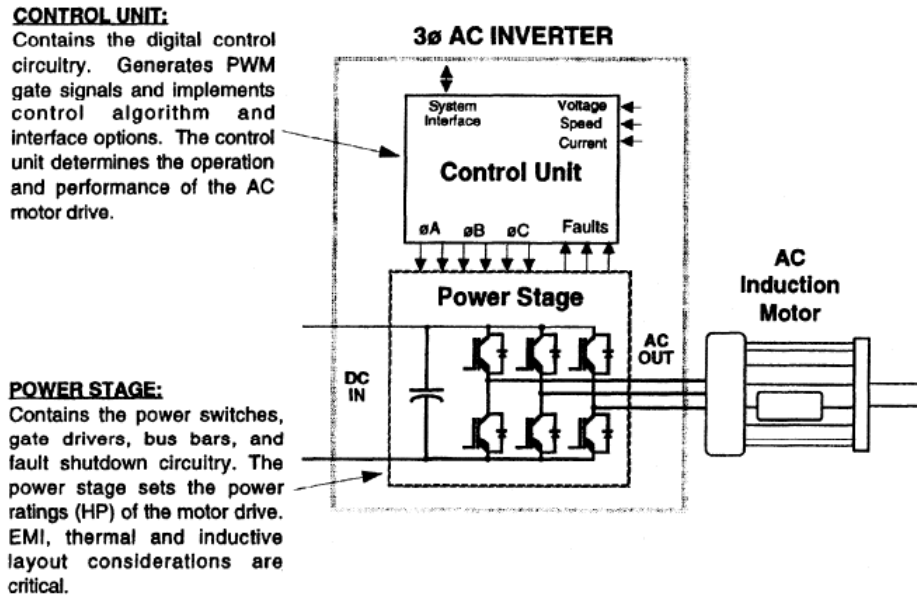 CONTROL UNIT:
Contains the digital control
circuitry. Generates PWM
gate signals and implements
control algorithm and
interface options. The control
unit determines the operation
and performance of the AC
motor drive.
3ø AC INVERTER
System
Interface
Voltage
Speed
Current
Control Unit
øA
øB
øC
Faults
Power Stage
AC
Induction
Motor
AC
OUT
DC
IN
POWER STAGE:
Contains the power switches,
gate drivers, bus bars, and
fault shutdown circuitry. The
power stage sets the power
ratings (HP) of the motor drive.
EMI, thermal and inductive
layout considerations are
critical.